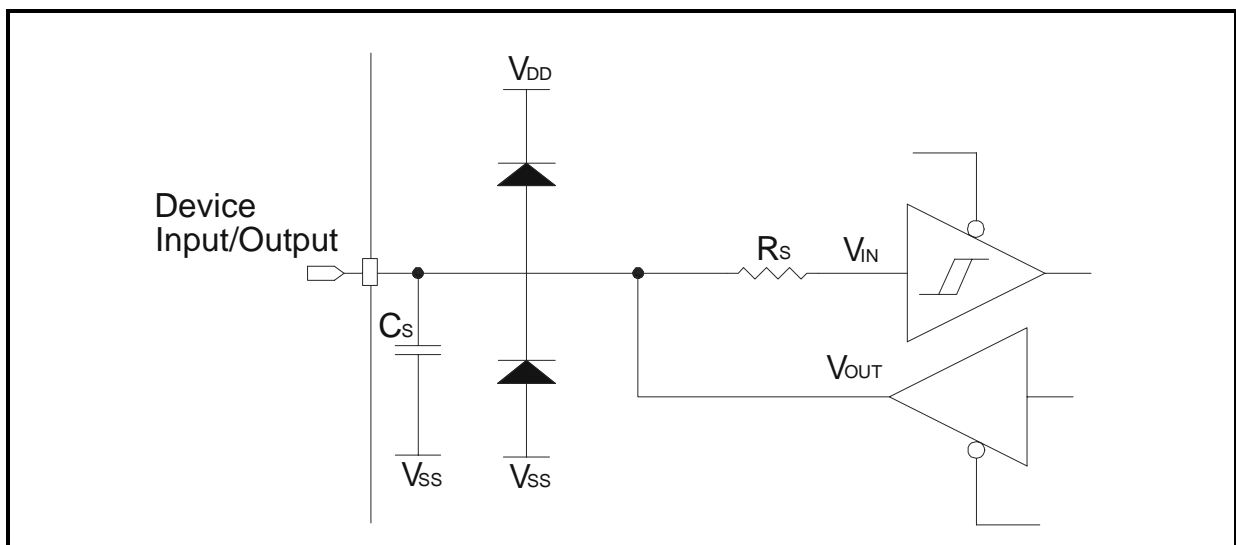 VDD
Device
Input/Output
RS
VIN
CS
VOUT
VSS
VSS